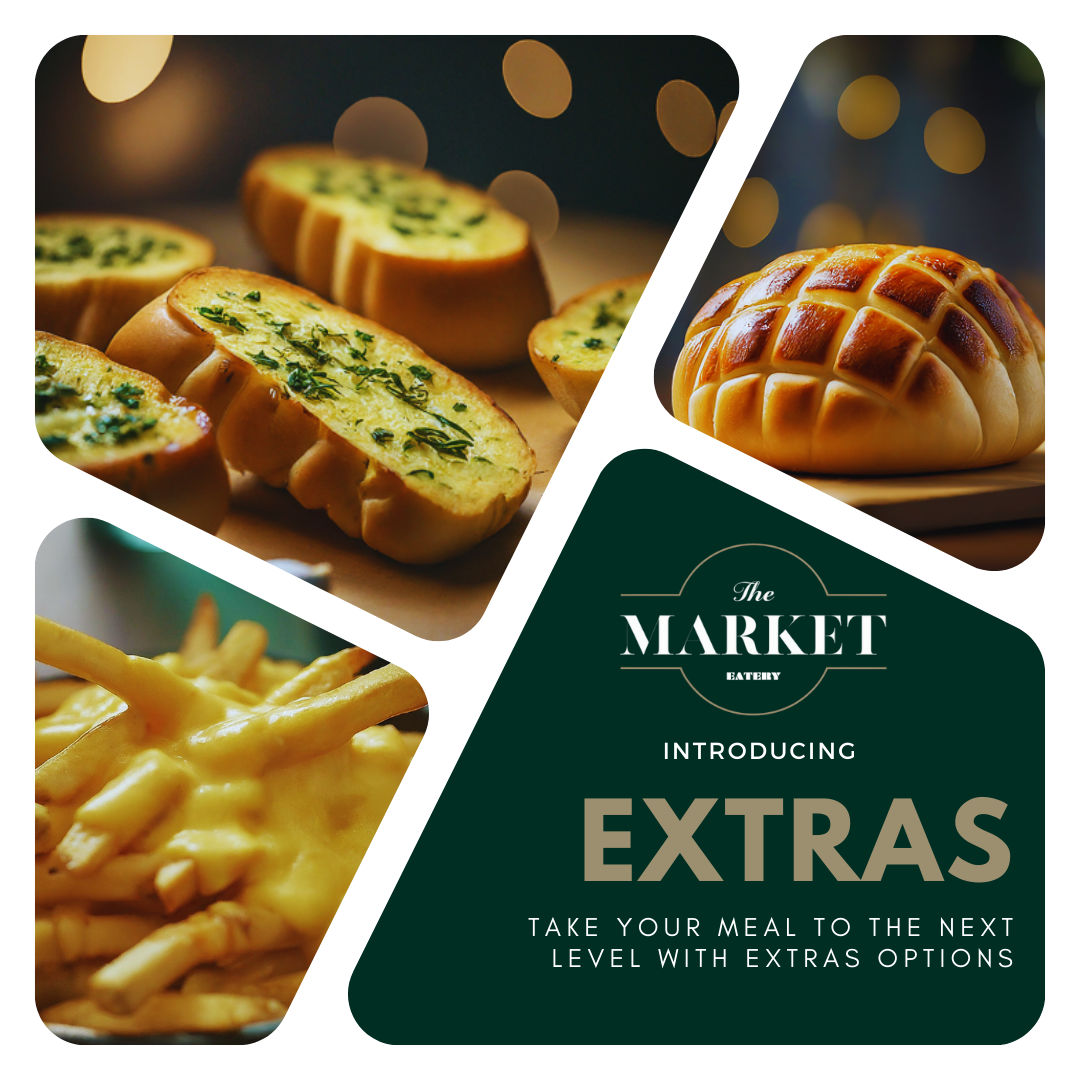 The
MARKET
EATERY
INTRODUCING
EXTRAS
TAKE YOUR MEAL TO THE NEXT
LEVEL WITH EXTRAS OPTIONS